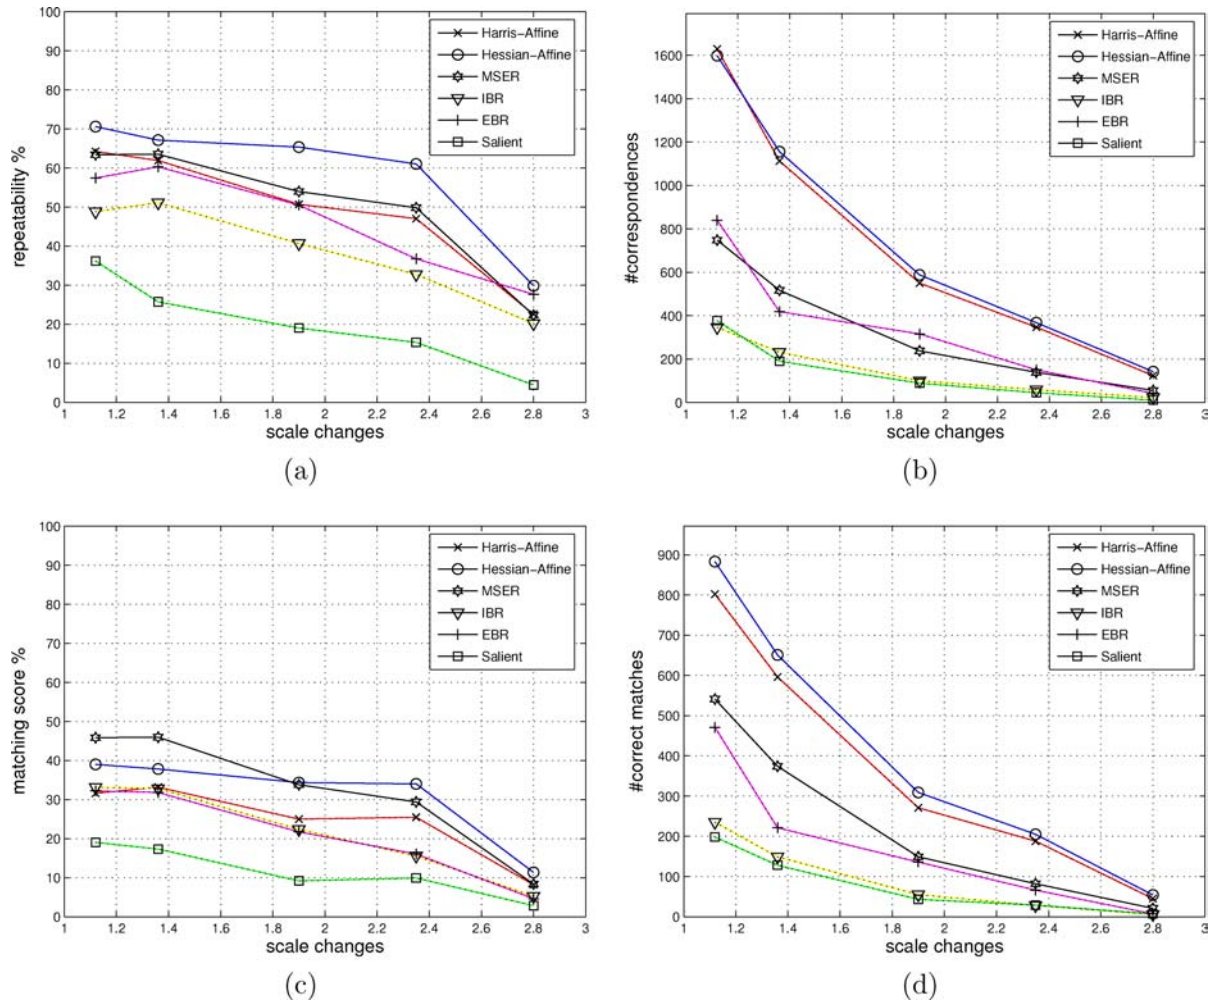 100
90
80
70
60
50
40
30
20
10
0
repeatability %
Harris-Affine
Hessian-Affine
MSER
IBR
EBR
Salient
1 1.2 1.4 1.6 1.8 2 2.2 2.4 2.6 2.8 3
scale changes
(a)
1600
1400
1200
1000
800
600
400
200
0
#correspondences
Harris-Affine
Hessian-Affine
MSER
IBR
EBR
Salient
1 1.2 1.4 1.6 1.8 2 2.2 2.4 2.6 2.8 3
scale changes
(b)
100
90
80
70
60
50
40
30
20
10
0
matching score %
Harris-Affine
Hessian-Affine
MSER
IBR
EBR
Salient
1 1.2 1.4 1.6 1.8 2 2.2 2.4 2.6 2.8 3
scale changes
(c)
900
800
700
600
500
400
300
200
100
0
#correct matches
Harris-Affine
Hessian-Affine
MSER
IBR
EBR
Salient
1 1.2 1.4 1.6 1.8 2 2.2 2.4 2.6 2.8 3
scale changes
(d)